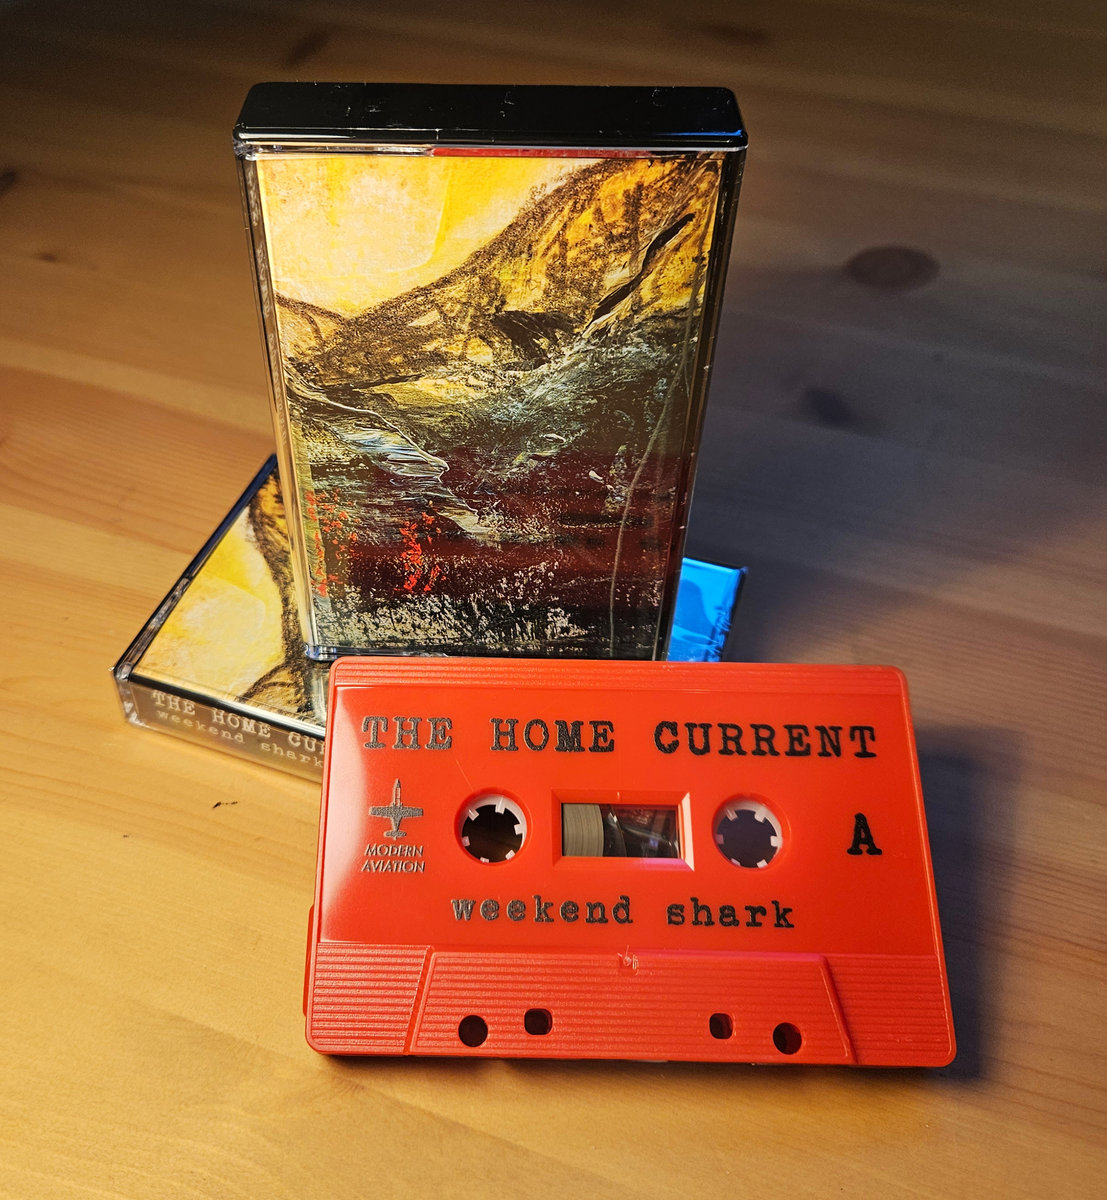 THE HOME CURRENT
MODERN
AVIATION
A
weekend shark
THE HOME CUR
weekend shark